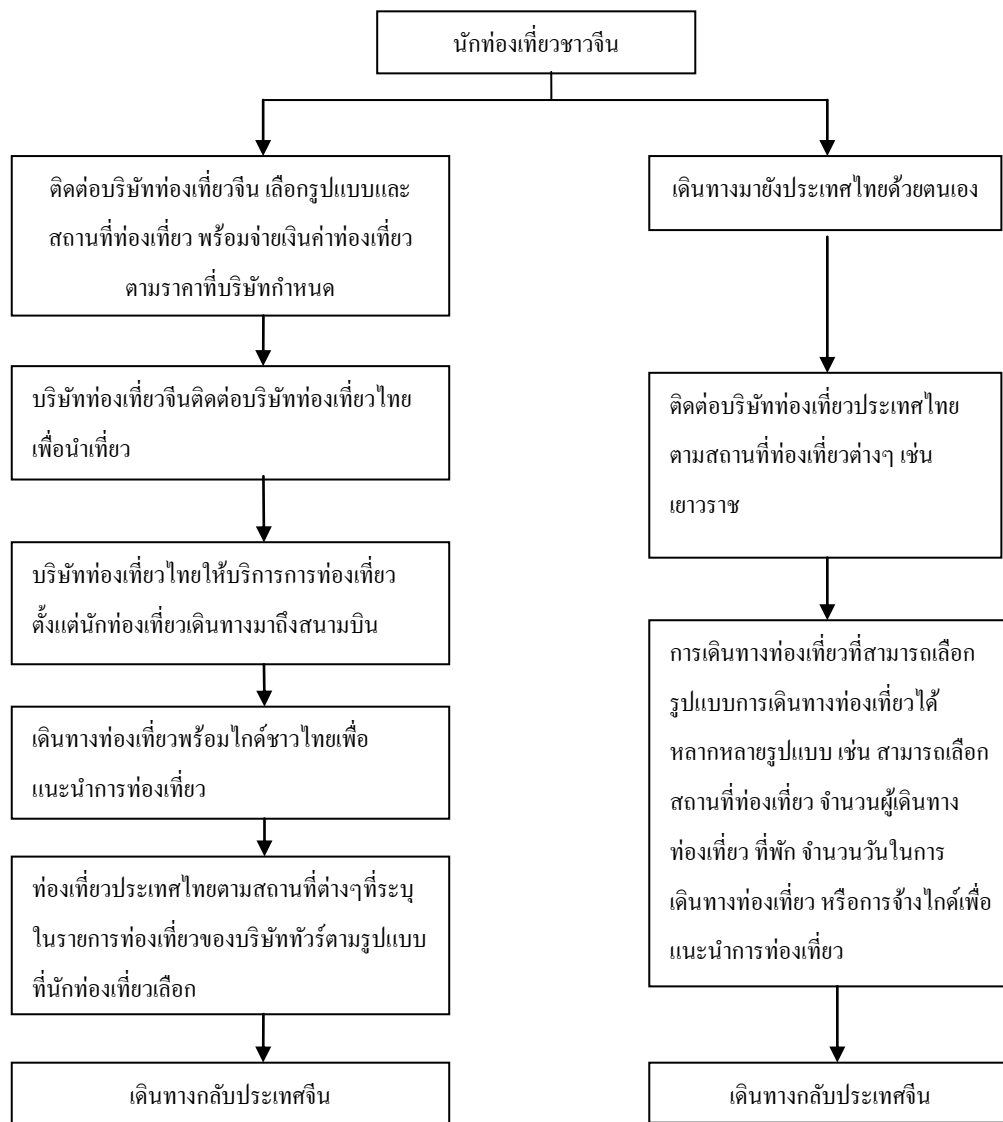 นักท่องเที่ยวชาวจีน
ติดต่อบริษัทท่องเที่ยวจีน เลือกรูปแบบและ
สถานที่ท่องเที่ยว พร้อมจ่ายเงินค่าท่องเที่ยว
ตามราคาที่บริษัทกำหนด
บริษัทท่องเที่ยวจีนติดต่อบริษัทท่องเที่ยวไทย
เพื่อนำเที่ยว
บริษัทท่องเที่ยวไทยให้บริการการท่องเที่ยว
ตั้งแต่นักท่องเที่ยวเดินทางมาถึงสนามบิน
เดินทางท่องเที่ยวพร้อมไกด์ชาวไทยเพื่อ
แนะนำการท่องเที่ยว
ท่องเที่ยวประเทศไทยตามสถานที่ต่างๆที่ระบุ
ในรายการท่องเที่ยวของบริษัททัวร์ตามรูปแบบ
ที่นักท่องเที่ยวเลือก
เดินทางกลับประเทศจีน
เดินทางมายังประเทศไทยด้วยตนเอง
ติดต่อบริษัทท่องเที่ยวประเทศไทย
ตามสถานที่ท่องเที่ยวต่างๆ เช่น
เยาวราช
การเดินทางท่องเที่ยวที่สามารถเลือก
รูปแบบการเดินทางท่องเที่ยวได้
หลากหลายรูปแบบ เช่น สามารถเลือก
สถานที่ท่องเที่ยว จำนวนผู้เดินทาง
ท่องเที่ยว ที่พัก จำนวนวันในการ
เดินทางท่องเที่ยว หรือการจ้างไกด์เพื่อ
แนะนำการท่องเที่ยว
เดินทางกลับประเทศจีน